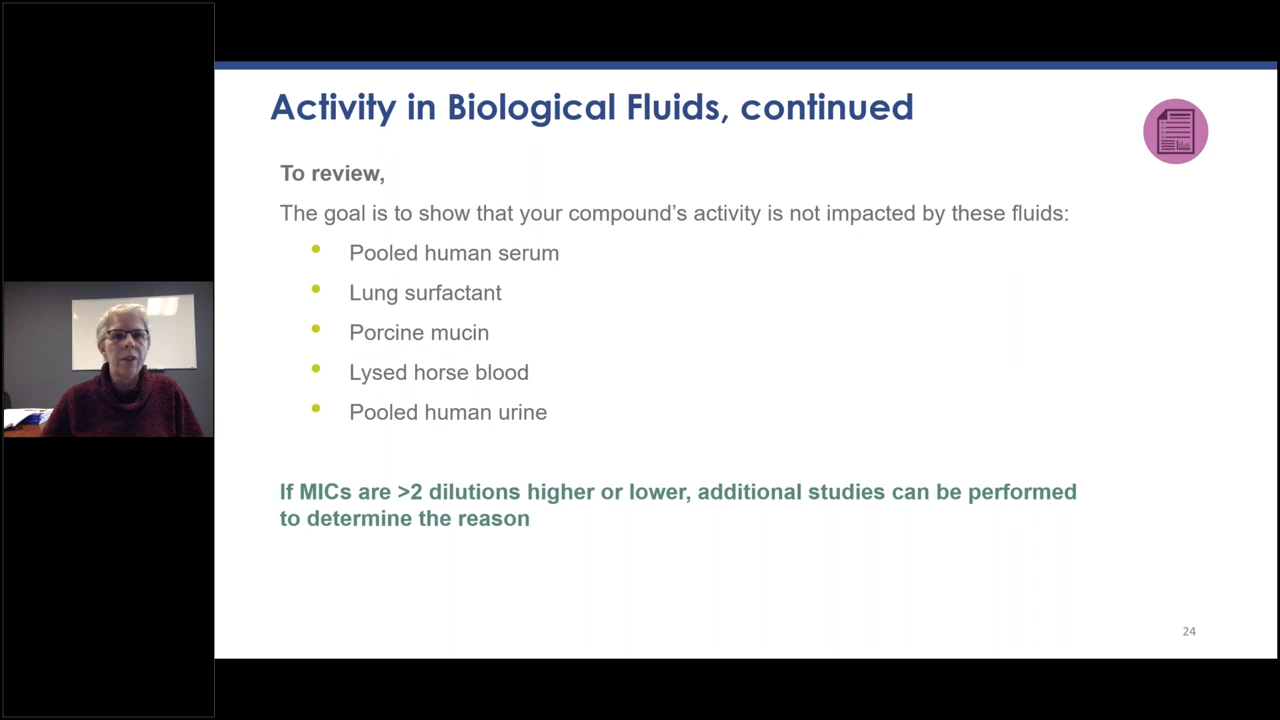 Activity in Biological Fluids, continued
To review,
The goal is to show that your compound’s activity is not impacted by these fluids:
• Pooled human serum
• Lung surfactant
• Porcine mucin
• Lysed horse blood
• Pooled human urine
If MICs are >2 dilutions higher or lower, additional studies can be performed
to determine the reason
24